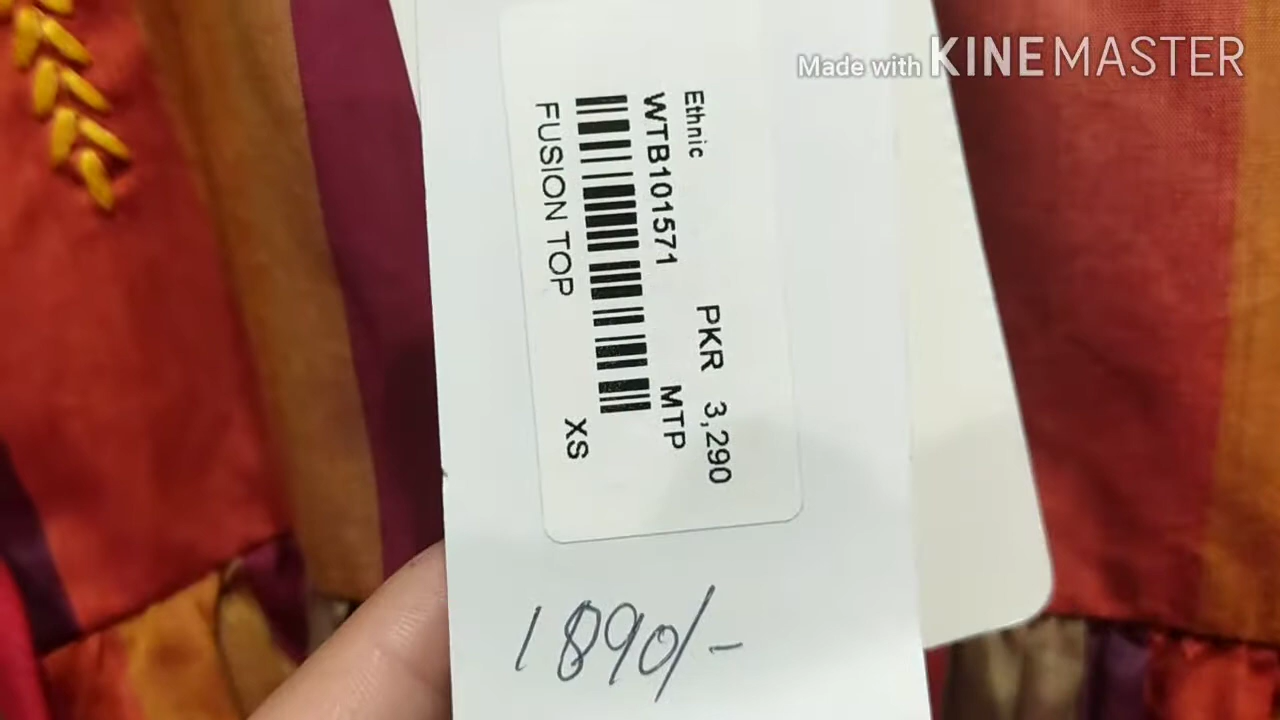 Made with KINEMASTER
Ethnic PKR 3,290
WTB101571 MTP
FUSION TOP XS
1890/-